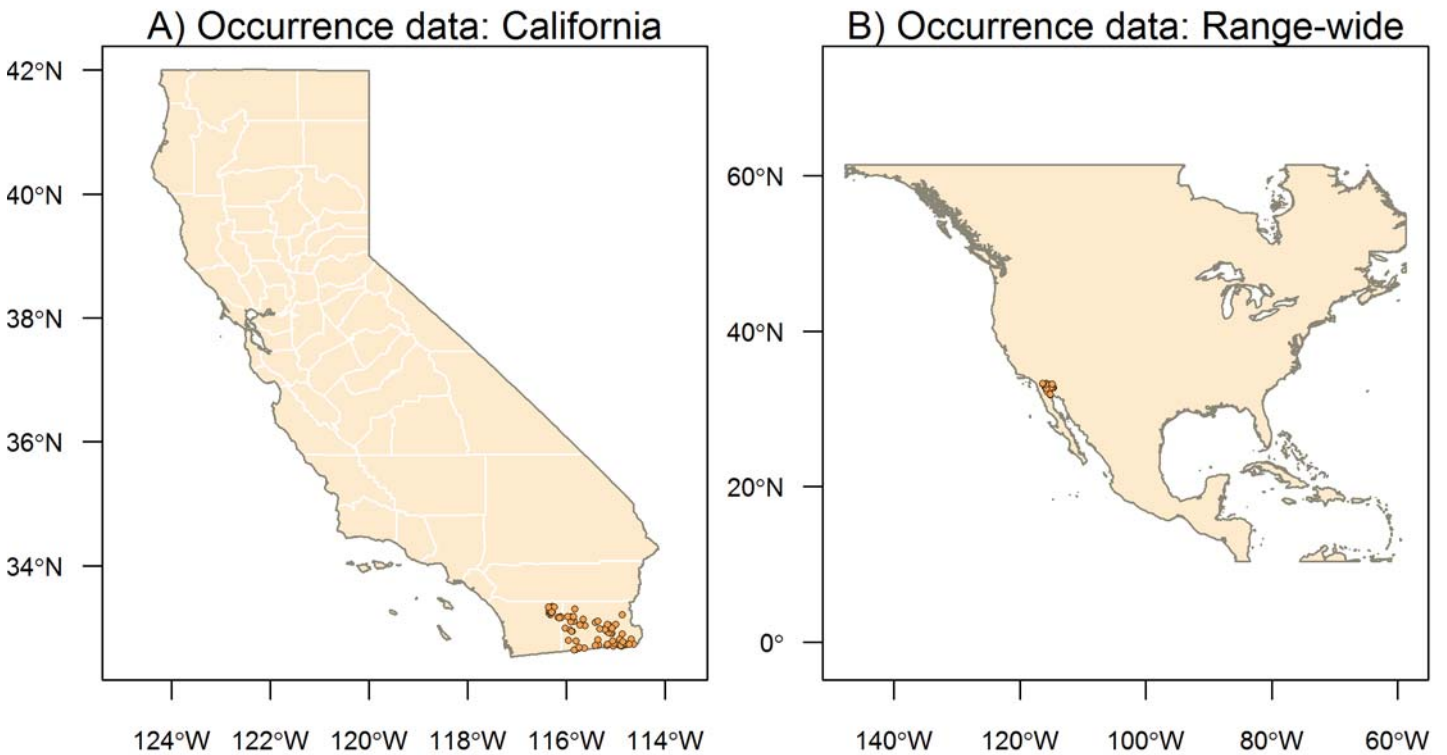 A) Occurrence data: California
42°N
40°N
38°N
36°N
34°N
124°W 122°W 120°W 118°W 116°W 114°W
B) Occurrence data: Range-wide
60°N
40°N
20°N
0°
140°W 120°W 100°W 80°W 60°W